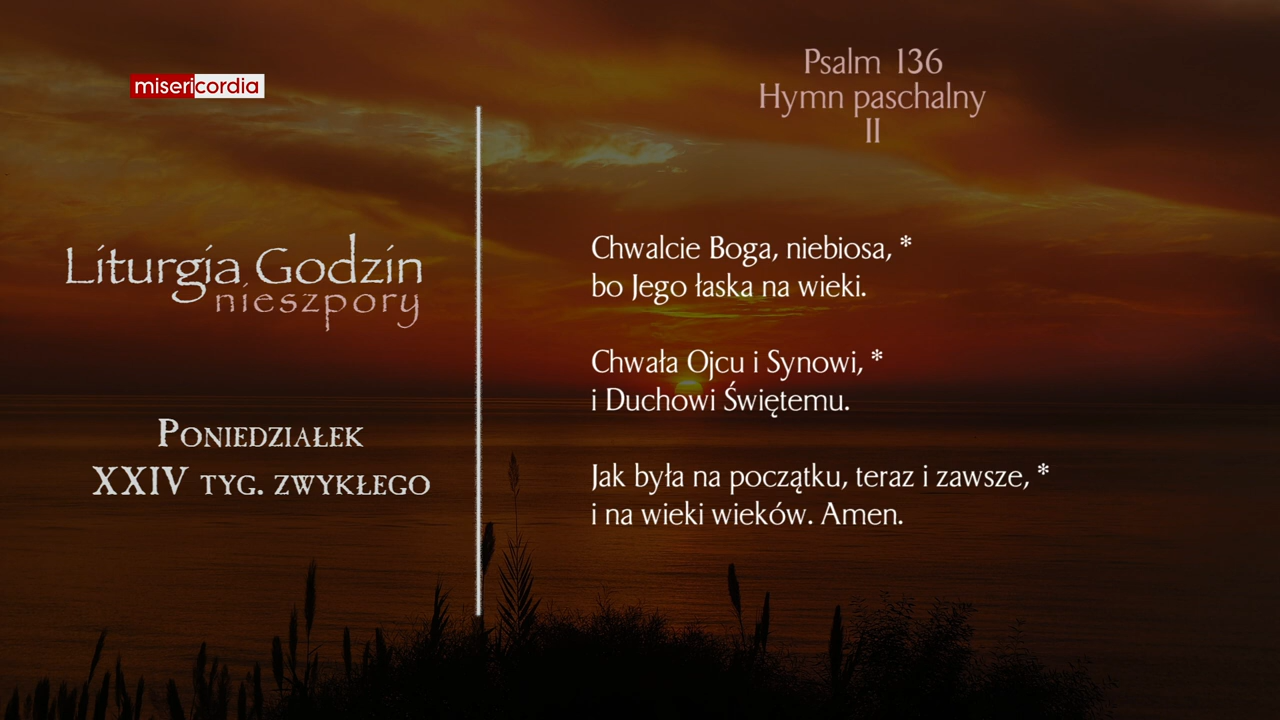 misericordia
Liturgia Godzin
nieszpory
Poniedziałek
XXIV tyg. zwykłego
Psalm 136
Hymn paschalny
II
Chwalcie Boga, niebiosa, *
bo Jego łaska na wieki.
Chwała Ojcu i Synowi, *
i Duchowi Świętemu.
Jak była na początku, teraz i zawsze, *
i na wieki wieków. Amen.